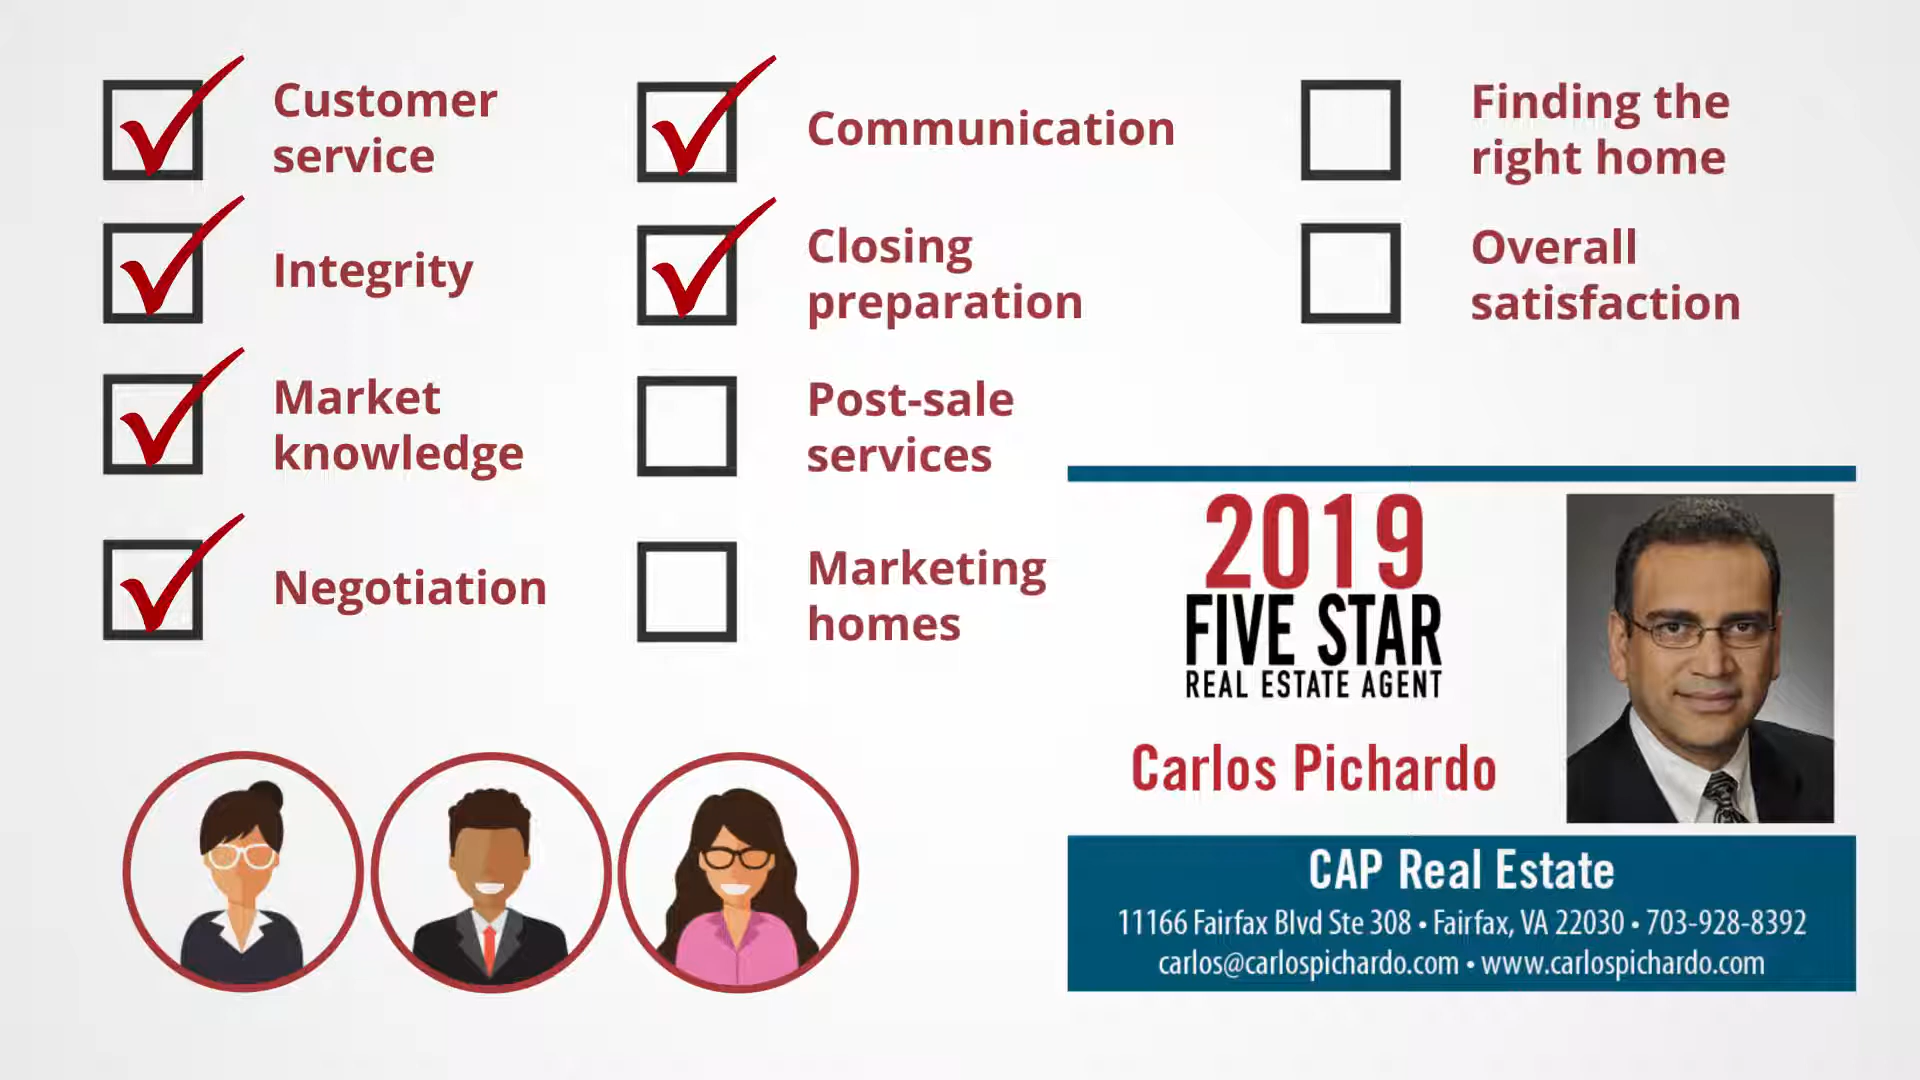 Customer
service
Integrity
Market
knowledge
Negotiation
Communication
Closing
preparation
Post-sale
services
Marketing
homes
Finding the
right home
Overall
satisfaction
2019
FIVE STAR
REAL ESTATE AGENT
Carlos Pichardo
CAP Real Estate
11166 Fairfax Blvd Ste 308 • Fairfax, VA 22030 • 703-928-8392
carlos@carlospichardo.com • www.carlospichardo.com